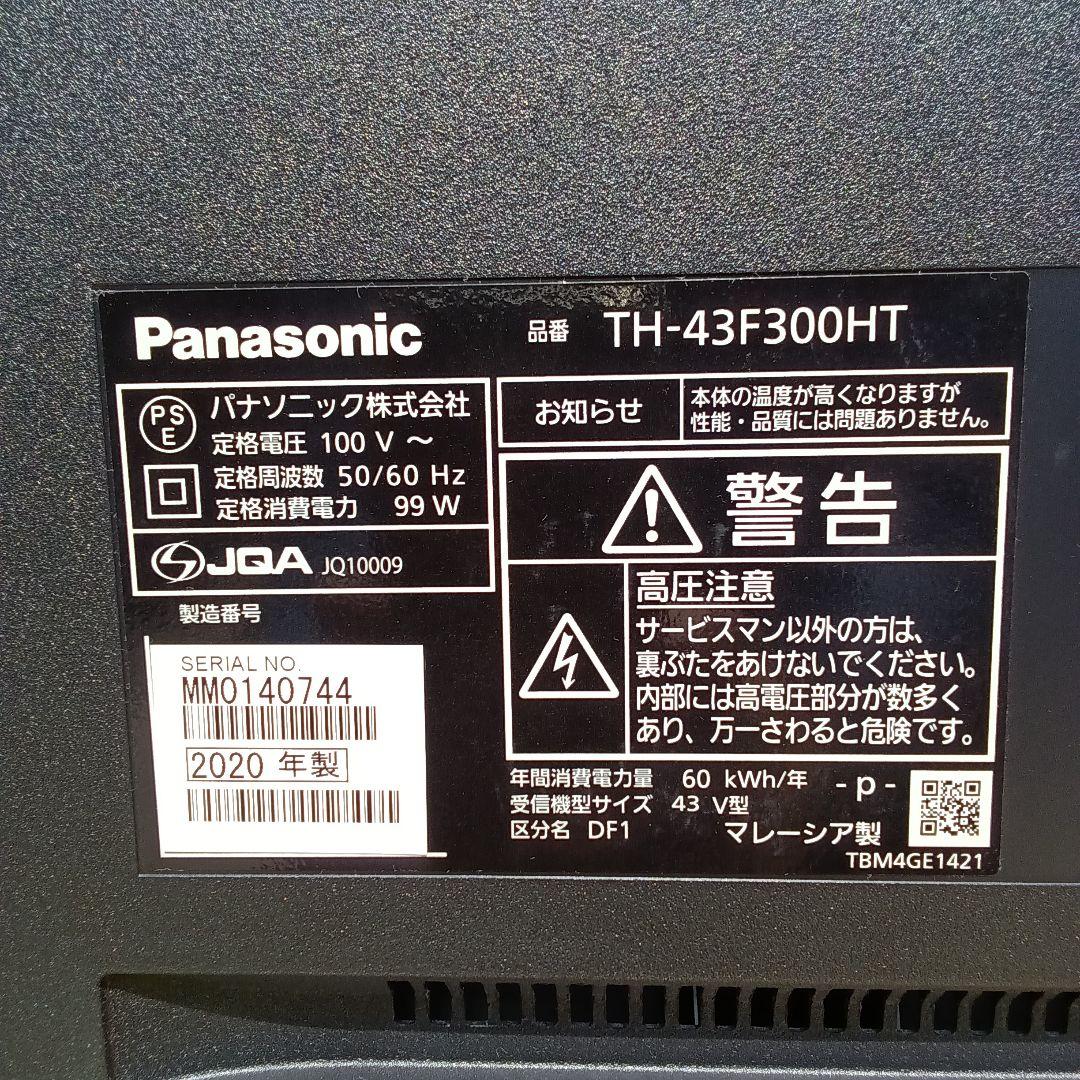 Panasonic
品番 TH-43F300HT
PS
E
パナソニック株式会社
定格電圧 100 V ～
定格周波数 50/60 Hz
定格消費電力 99 W
JQA JQ10009
製造番号
SERIAL NO.
MM0140744
2020 年製
お知らせ
本体の温度が高くなりますが
性能・品質には問題ありません。
警告
高圧注意
サービスマン以外の方は、
裏ぶたをあけないでください。
内部には高電圧部分が数多く
あり、万一さわると危険です。
年間消費電力量 60 kWh/年
受信機型サイズ 43 V型
区分名 DF1
- p -
マレーシア製
TBM4GE1421